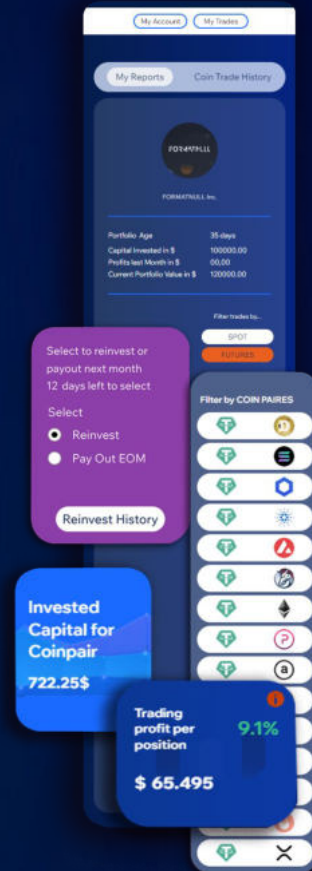 My Account
My Trades
My Reports
Coin Trade History
FORMATNULL
FORMATNULL Inc.
Portfolio Age 35 days
Capital Invested in $ 100000.00
Profits last Month in $ 00,00
Current Portfolio Value in $ 120000.00
Filter trades by...
SPOT
FUTURES
Select to reinvest or
payout next month
12 days left to select
Select
Reinvest
Pay Out EOM
Reinvest History
Filter by COIN PAIRES
Invested
Capital for
Coinpair
722.25$
Trading
profit per
position
9.1%
$ 65.495